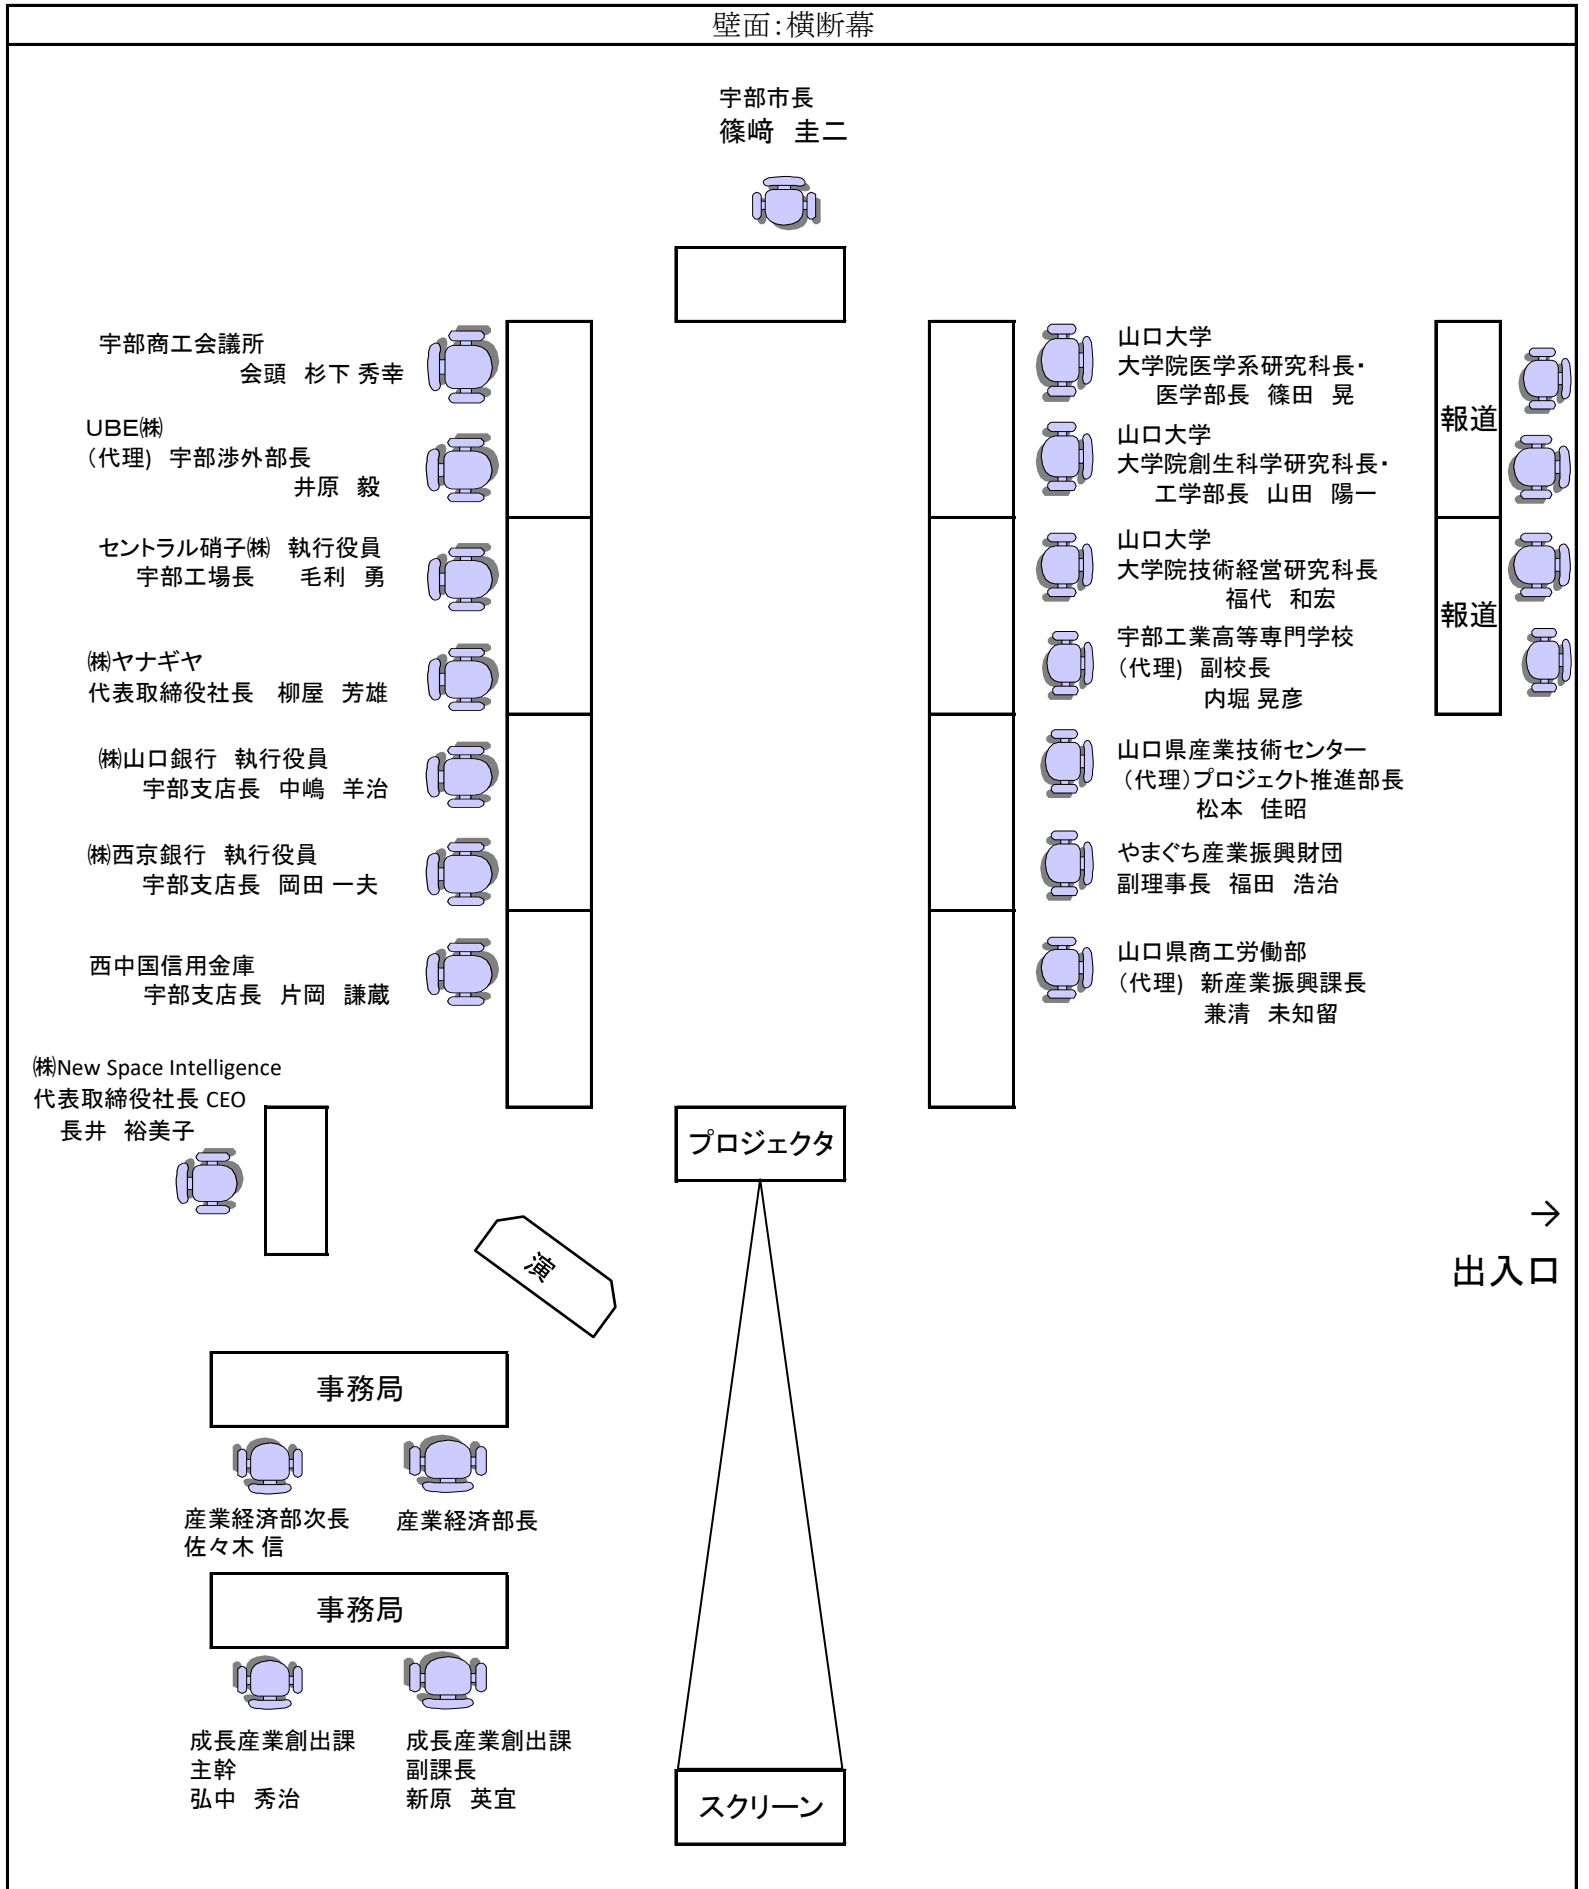 壁面:横断幕
宇部市長
篠﨑　圭二
宇部商工会議所
会頭　杉下 秀幸
UBE㈱
(代理)　宇部渉外部長
井原　毅
セントラル硝子㈱　執行役員
宇部工場長　　毛利　勇
㈱ヤナギヤ
代表取締役社長　柳屋　芳雄
㈱山口銀行　執行役員
宇部支店長　中嶋　羊治
㈱西京銀行　執行役員
宇部支店長　岡田 一夫
西中国信用金庫
宇部支店長　片岡　謙蔵
㈱New Space Intelligence
代表取締役社長 CEO
長井　裕美子
山口大学
大学院医学系研究科長・
医学部長　篠田　晃
山口大学
大学院創生科学研究科長・
工学部長　山田　陽一
山口大学
大学院技術経営研究科長
福代　和宏
宇部工業高等専門学校
(代理)　副校長
内堀 晃彦
山口県産業技術センター
(代理)プロジェクト推進部長
松本　佳昭
やまぐち産業振興財団
副理事長　福田　浩治
山口県商工労働部
(代理)　新産業振興課長
兼清　未知留
報道
報道
プロジェクタ
→
出入口
演
事務局
産業経済部次長
佐々木 信
産業経済部長
事務局
成長産業創出課
主幹
弘中　秀治
成長産業創出課
副課長
新原　英宜
スクリーン